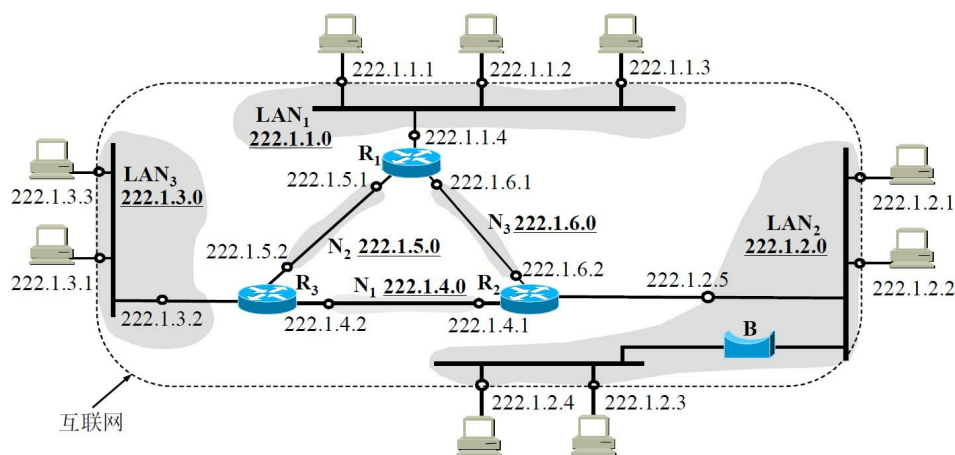 222.1.1.1
222.1.1.2
222.1.1.3
LAN₁
222.1.1.0
222.1.1.4
R₁
LAN₃
222.1.3.0
222.1.3.3
222.1.5.1
222.1.6.1
LAN₂
222.1.2.0
222.1.2.1
N₃ 222.1.6.0
222.1.5.2
N₂ 222.1.5.0
222.1.3.1
222.1.6.2
222.1.2.5
222.1.2.2
R₃
N₁ 222.1.4.0
R₂
222.1.3.2
222.1.4.2
222.1.4.1
B
222.1.2.4
222.1.2.3
互联网